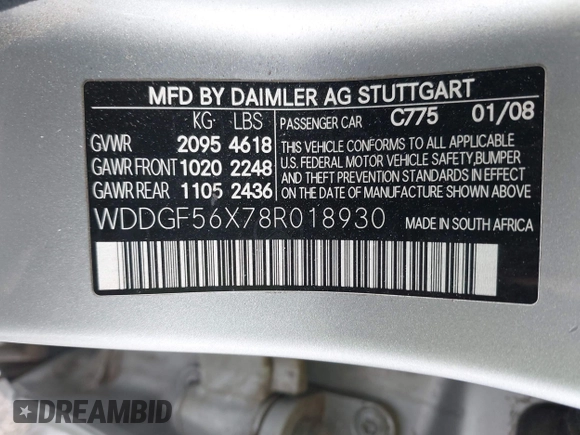 MFD BY DAIMLER AG STUTTGART
KG LBS PASSENGER CAR C775 01/08
GVWR 2095 4618 THIS VEHICLE CONFORMS TO ALL APPLICABLE
GAWR FRONT 1020 2248 U.S. FEDERAL MOTOR VEHICLE SAFETY,BUMPER
AND THEFT PREVENTION STANDARDS IN EFFECT
GAWR REAR 1105 2436 ON THE DATE OF MANUFACTURE SHOWN ABOVE.
WDDGF56X78R018930 MADE IN SOUTH AFRICA
DREAMBID